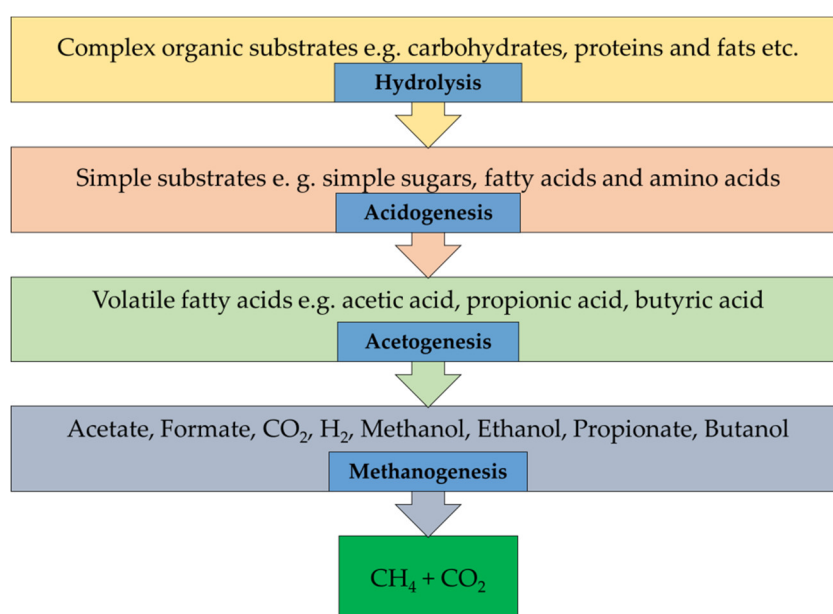 Complex organic substrates e.g. carbohydrates, proteins and fats etc.
Hydrolysis
Simple substrates e. g. simple sugars, fatty acids and amino acids
Acidogenesis
Volatile fatty acids e.g. acetic acid, propionic acid, butyric acid
Acetogenesis
Acetate, Formate, CO₂, H₂, Methanol, Ethanol, Propionate, Butanol
Methanogenesis
CH₄ + CO₂